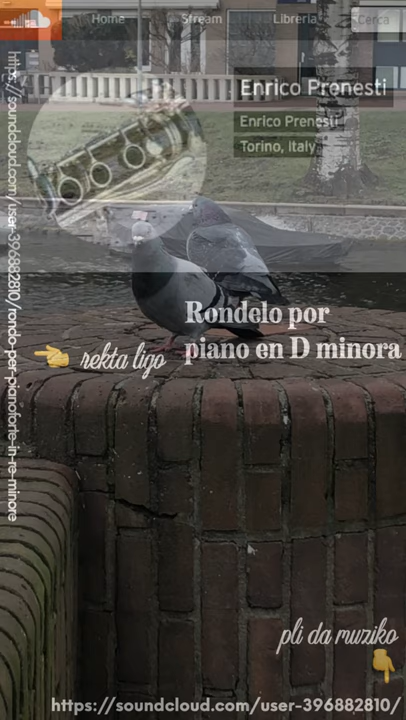 Home
Stream
Libreria
Cerca
Enrico Prenesti
Enrico Prenesti
Torino, Italy
https://soundcloud.com/user-396882810/rondo-per-pianoforte-in-re-minore
Rondelo por
piano en D minora
👈 rekta ligo
pli da muziko
👇
https://soundcloud.com/user-396882810/